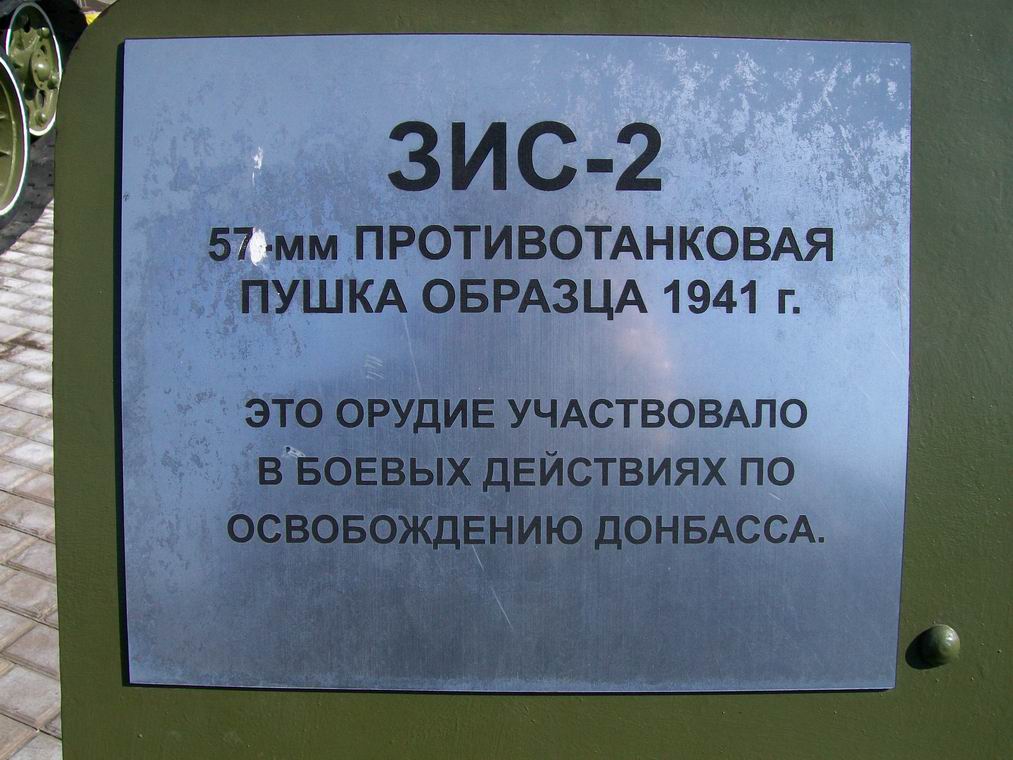 ЗИС-2
57-мм ПРОТИВОТАНКОВАЯ
ПУШКА ОБРАЗЦА 1941 г.
ЭТО ОРУДИЕ УЧАСТВОВАЛО
В БОЕВЫХ ДЕЙСТВИЯХ ПО
ОСВОБОЖДЕНИЮ ДОНБАССА.